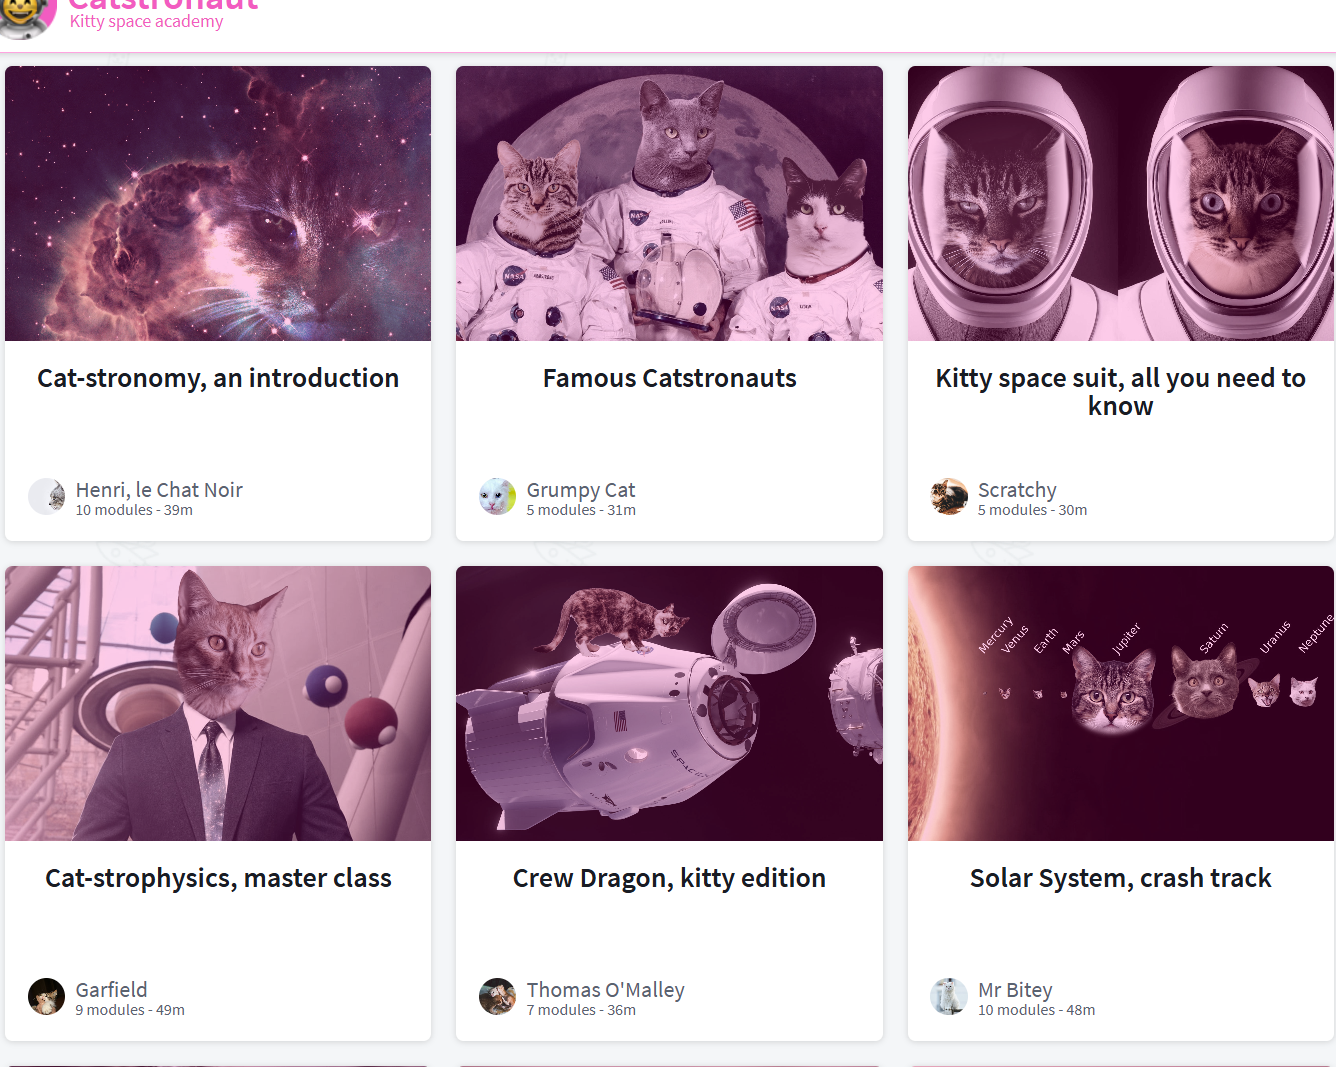 Catstronaut
Kitty space academy
NASA
NASA
NASA
Cat-stronomy, an introduction
Famous Catstronauts
Kitty space suit, all you need to
know
Henri, le Chat Noir
10 modules - 39m
Grumpy Cat
5 modules - 31m
Scratchy
5 modules - 30m
Mercury
Venus
Earth
Mars
Jupiter
Saturn
Uranus
Neptune
Cat-strophysics, master class
Crew Dragon, kitty edition
Solar System, crash track
Garfield
9 modules - 49m
Thomas O'Malley
7 modules - 36m
Mr Bitey
10 modules - 48m